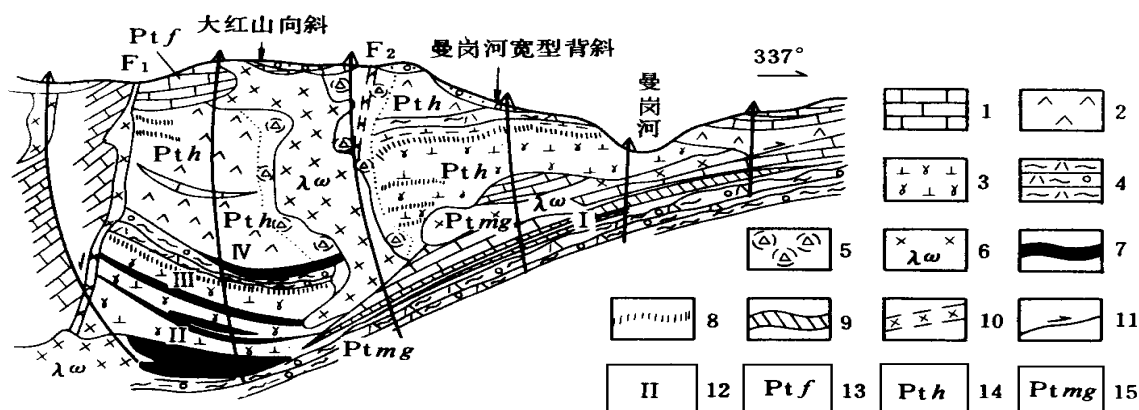 大红山向斜
Ptf
F1
F2
曼岗河宽型背斜
曼岗河
337°
Pth
Pth
Pth
Pth
λω
λω
λω
Ptmg
Ptmg
I
II
III
IV
1
2
3
4
5
λω 6
7
8
9
10
11
II 12
Ptf 13
Pth 14
Ptmg 15